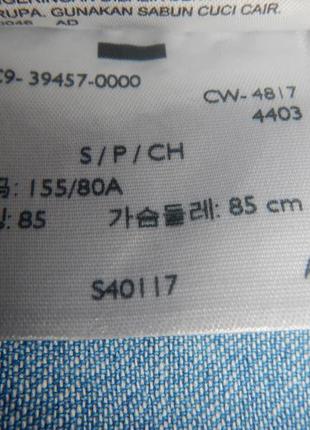 RUPA. GUNAKAN SABUN CUCI CAIR.
AD
C9- 39457-0000
CW- 4817
4403
S / P / CH
: 155/80A
: 85 가슴둘레: 85 cm
S40117